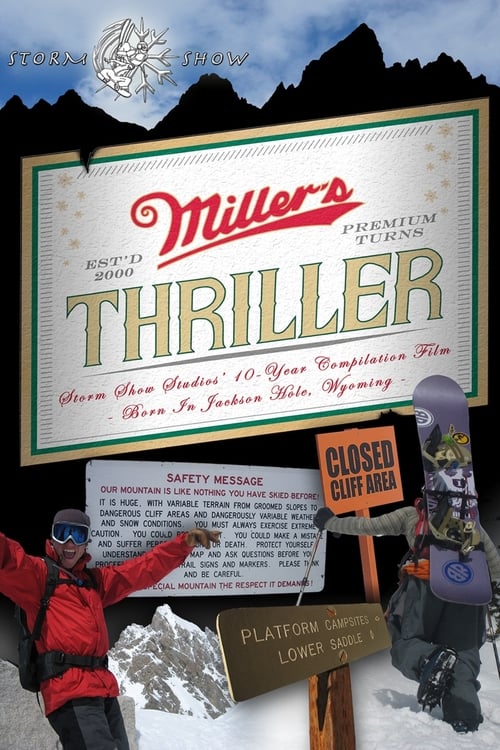 STORM SHOW
Miller's
EST'D
2000
PREMIUM
TURNS
THRILLER
Storm Show Studios' 10-Year Compilation Film
- Born In Jackson Hole, Wyoming -
CLOSED
CLIFF AREA
SAFETY MESSAGE
OUR MOUNTAIN IS LIKE NOTHING YOU HAVE SKIED BEFORE!
IT IS HUGE, WITH VARIABLE TERRAIN FROM GROOMED SLOPES TO
DANGEROUS CLIFF AREAS AND DANGEROUSLY VARIABLE WEATHER
AND SNOW CONDITIONS. YOU MUST ALWAYS EXERCISE EXTREME
CAUTION. YOU COULD YOU COULD MAKE A MISTAKE
AND SUFFER OR DEATH. PROTECT YOURSELF
UNDERSTAND MAP AND ASK QUESTIONS BEFORE YOU
SIGNS AND MARKERS. PLEASE THINK
AND BE CAREFUL.
SPECIAL MOUNTAIN THE RESPECT IT DEMANDS!
PLATFORM CAMPSITES
LOWER SADDLE